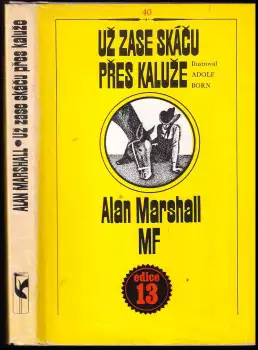 ALAN MARSHALL • UŽ ZASE SKÁČU PŘES KALUŽE
40
UŽ ZASE SKÁČU
PŘES KALUŽE
Ilustroval
ADOLF
BORN
Alan Marshall
MF
edice
13